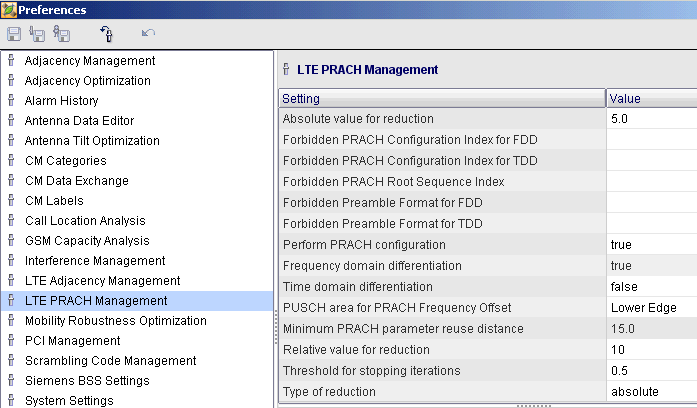 Preferences
Adjacency Management
Adjacency Optimization
Alarm History
Antenna Data Editor
Antenna Tilt Optimization
CM Categories
CM Data Exchange
CM Labels
Call Location Analysis
GSM Capacity Analysis
Interference Management
LTE Adjacency Management
LTE PRACH Management
Mobility Robustness Optimization
PCI Management
Scrambling Code Management
Siemens BSS Settings
System Settings
LTE PRACH Management
Setting Value
Absolute value for reduction 5.0
Forbidden PRACH Configuration Index for FDD
Forbidden PRACH Configuration Index for TDD
Forbidden PRACH Root Sequence Index
Forbidden Preamble Format for FDD
Forbidden Preamble Format for TDD
Perform PRACH configuration true
Frequency domain differentiation true
Time domain differentiation false
PUSCH area for PRACH Frequency Offset Lower Edge
Minimum PRACH parameter reuse distance 15.0
Relative value for reduction 10
Threshold for stopping iterations 0.5
Type of reduction absolute